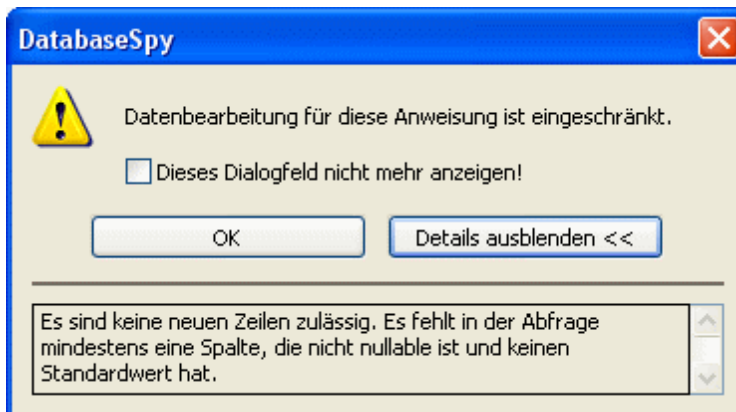 DatabaseSpy
Datenbearbeitung für diese Anweisung ist eingeschränkt.
Dieses Dialogfeld nicht mehr anzeigen!
OK
Details ausblenden <<
Es sind keine neuen Zeilen zulässig. Es fehlt in der Abfrage
mindestens eine Spalte, die nicht nullable ist und keinen
Standardwert hat.